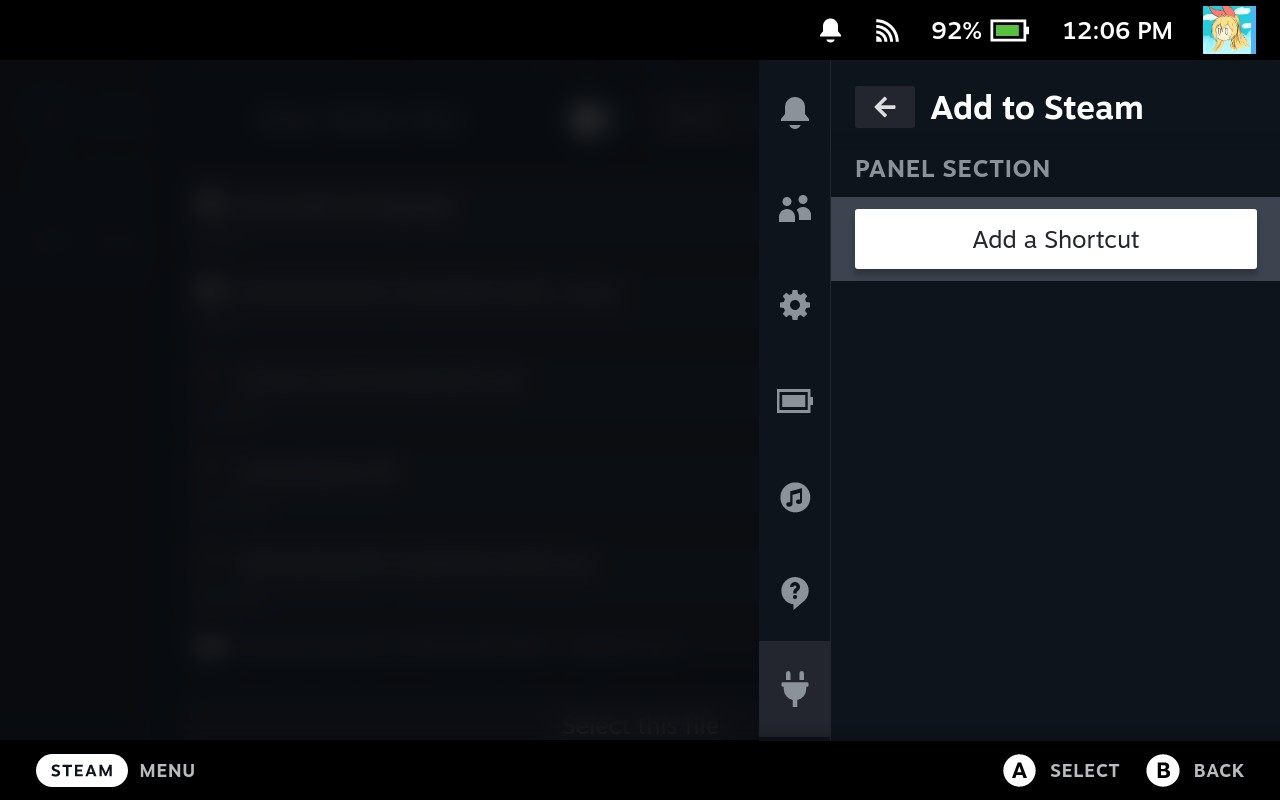 92%
12:06 PM
Add to Steam
PANEL SECTION
Add a Shortcut
Select this file
STEAM MENU
A SELECT B BACK